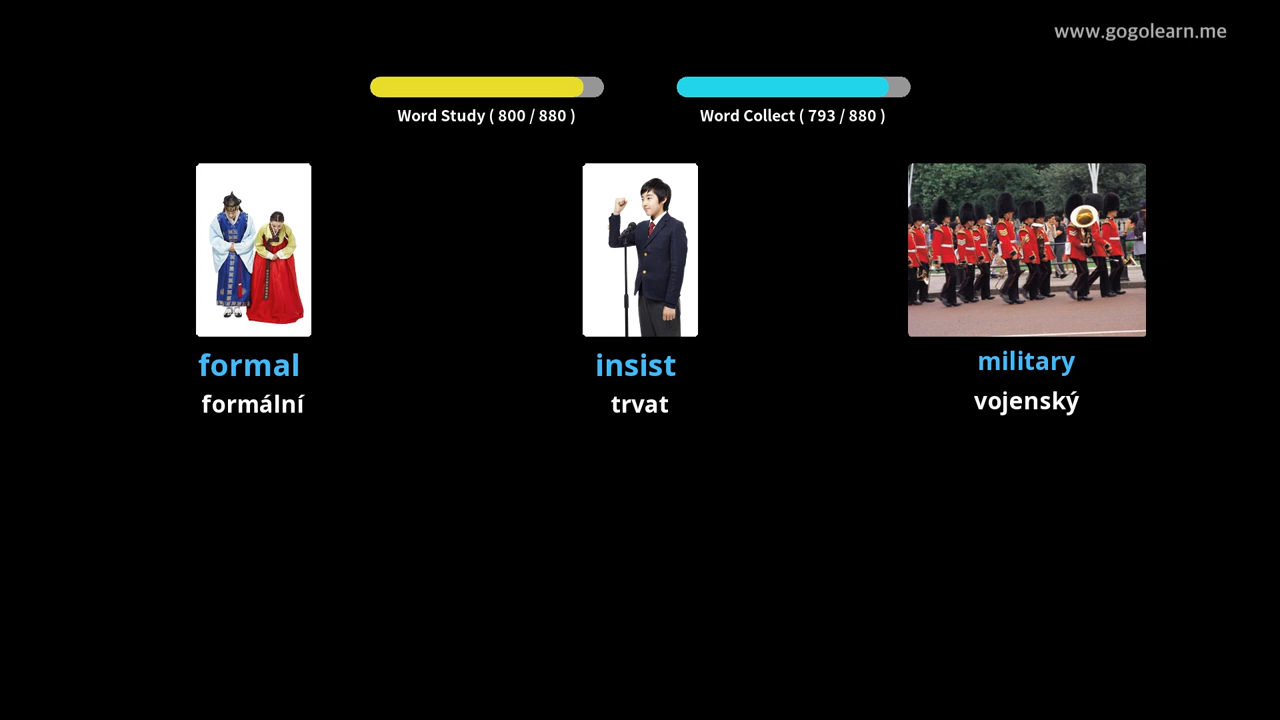 www.gogolearn.me
Word Study ( 800 / 880 )
Word Collect ( 793 / 880 )
formal
formální
insist
trvat
military
vojenský